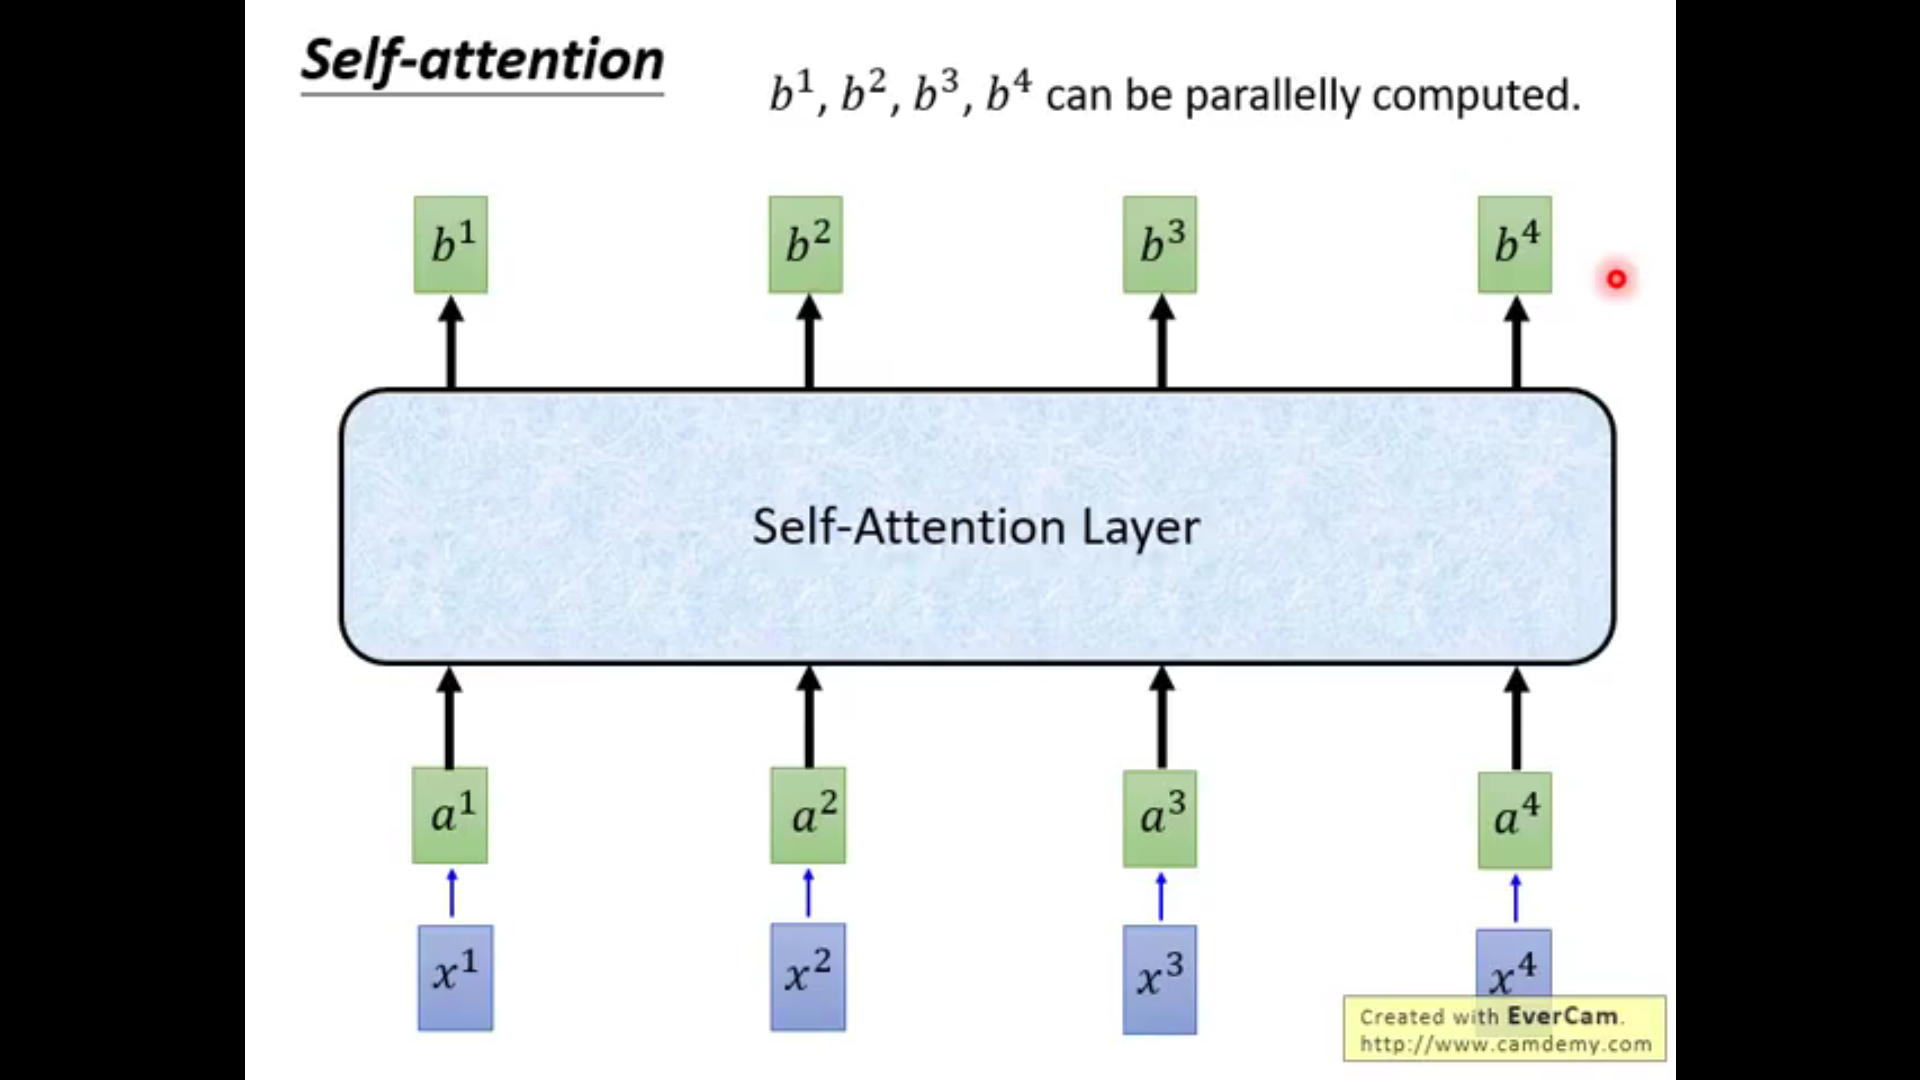 Self-attention
b¹, b², b³, b⁴ can be parallelly computed.
b¹ b² b³ b⁴
Self-Attention Layer
a¹ a² a³ a⁴
x¹ x² x³ x⁴
Created with EverCam.
http://www.camdemy.com